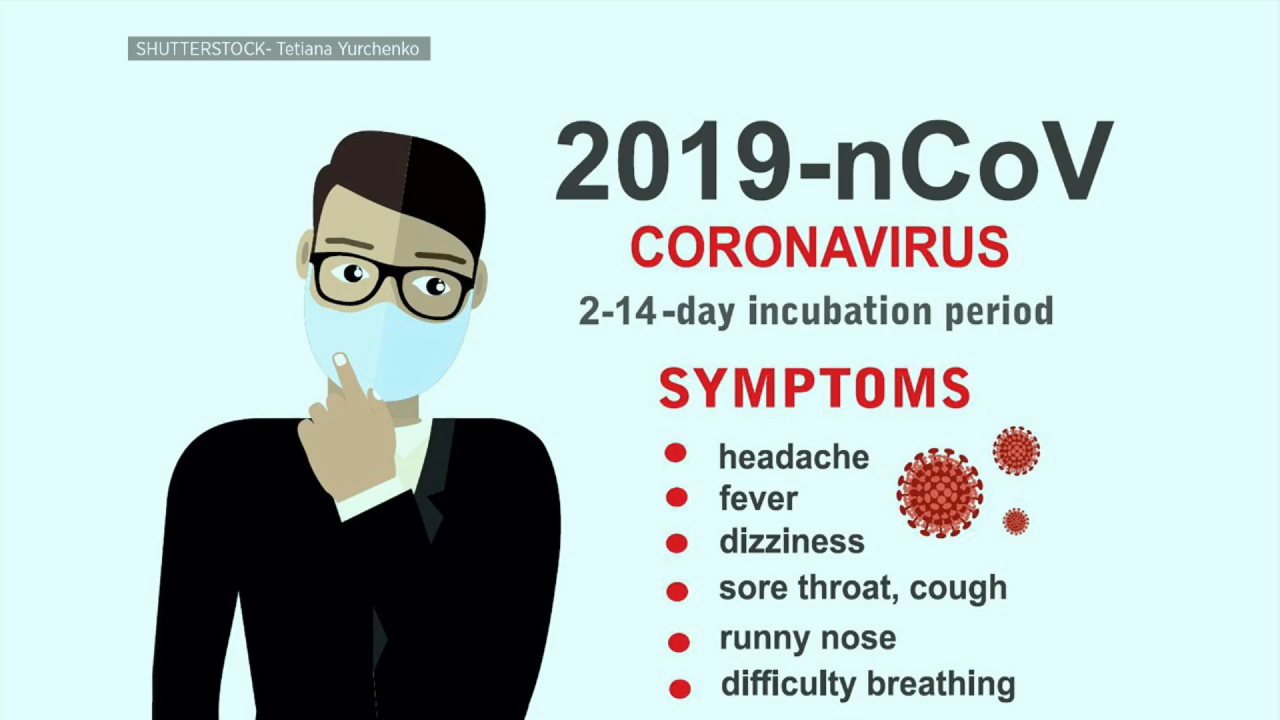 SHUTTERSTOCK- Tetiana Yurchenko
2019-nCoV
CORONAVIRUS
2-14-day incubation period
SYMPTOMS
headache
fever
dizziness
sore throat, cough
runny nose
difficulty breathing